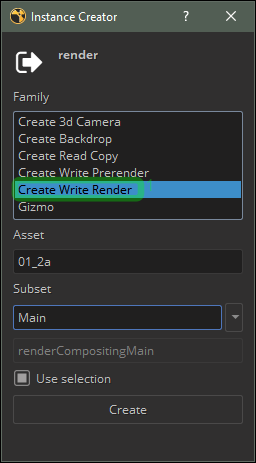 Instance Creator ?
render
Family
Create 3d Camera
Create Backdrop
Create Read Copy
Create Write Prerender
Create Write Render
Gizmo
Asset
01_2a
Subset
Main
renderCompositingMain
Use selection
Create